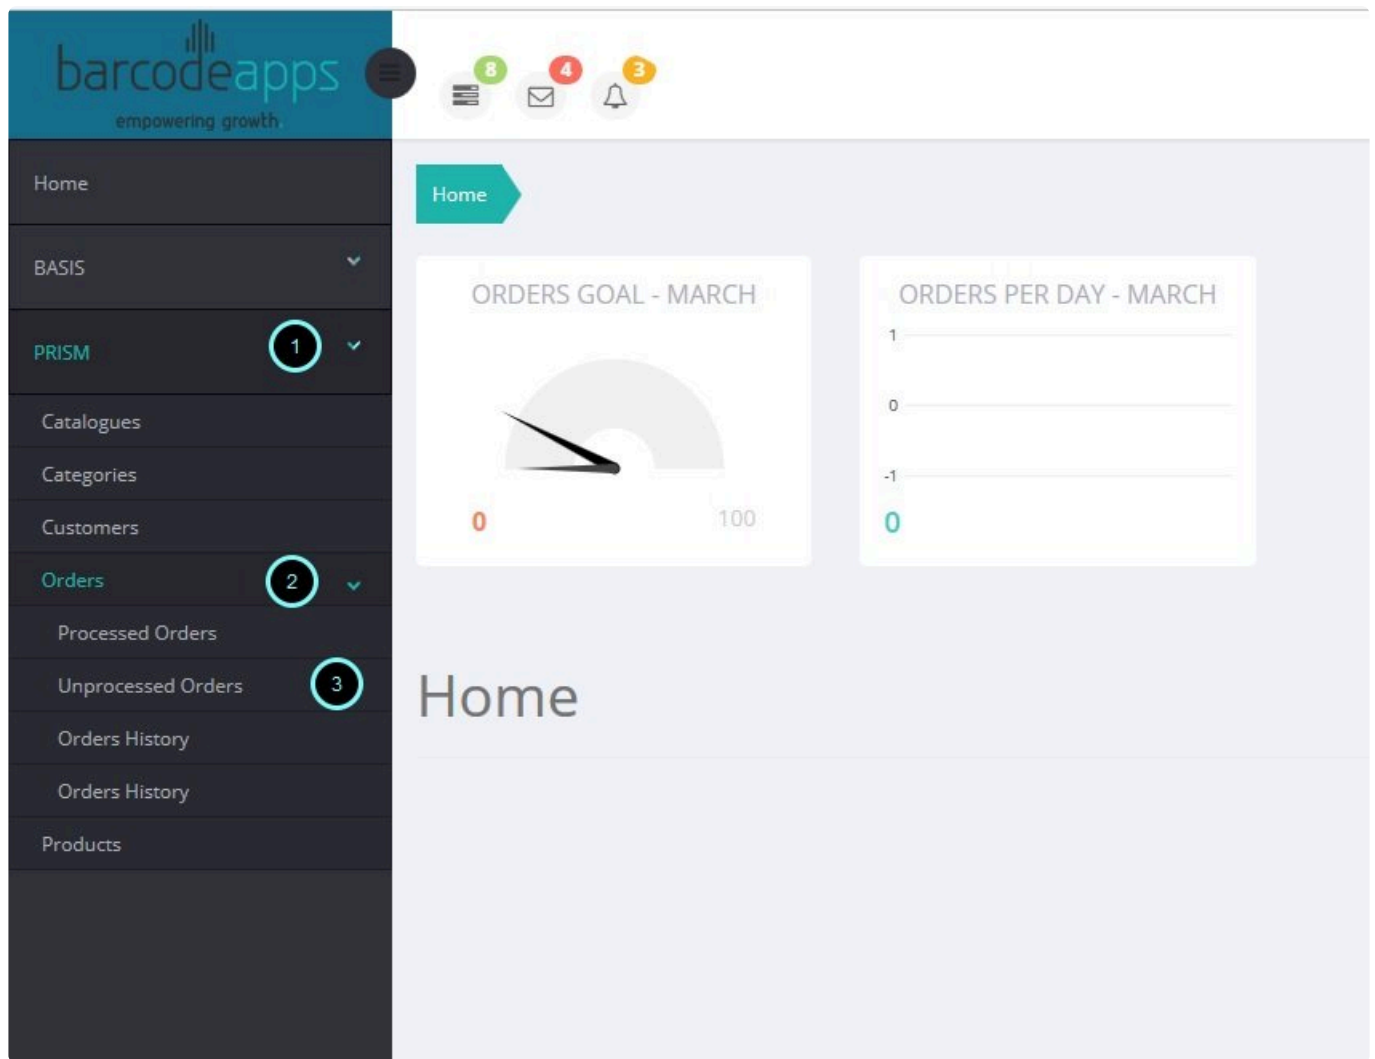 barcodeapps
empowering growth.
8
4
3
Home
BASIS
PRISM
1
Catalogues
Categories
Customers
Orders
2
Processed Orders
Unprocessed Orders
3
Orders History
Orders History
Products
Home
ORDERS GOAL - MARCH
0
100
ORDERS PER DAY - MARCH
1
0
-1
0
Home